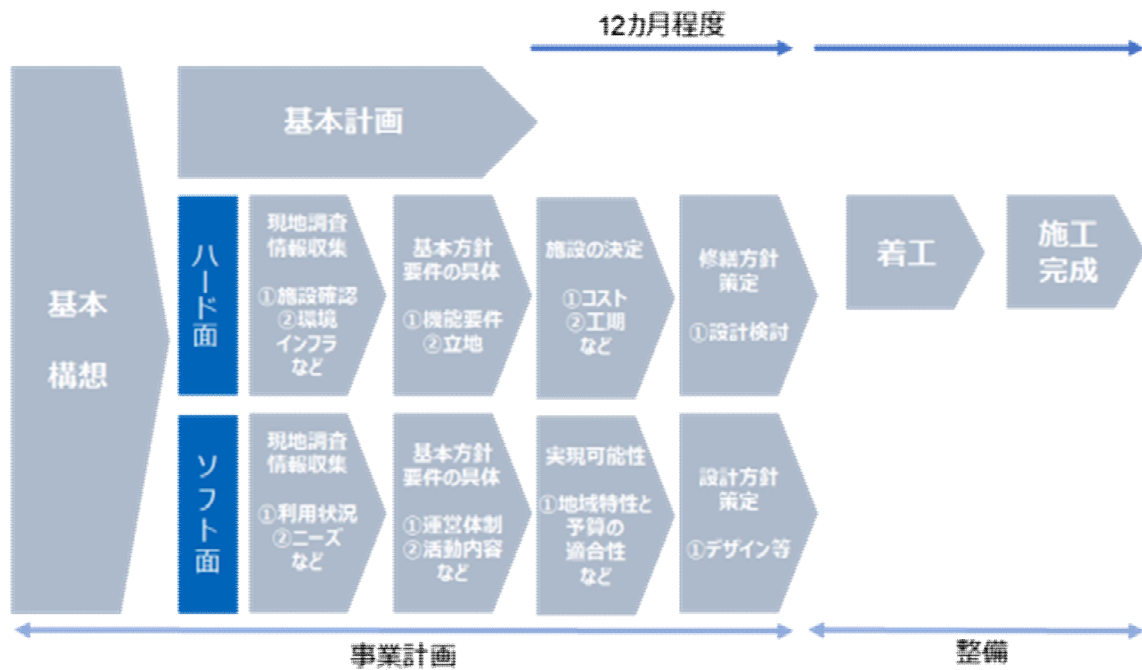 12カ月程度
基本計画
基本
構想
ハード面
現地調査
情報収集
①施設確認
②環境
インフラ
など
基本方針
要件の具体
①機能要件
②立地
施設の決定
①コスト
②工期
など
修繕方針
策定
①設計検討
着工
施工
完成
ソフト面
現地調査
情報収集
①利用状況
②ニーズ
など
基本方針
要件の具体
①運営体制
②活動内容
など
実現可能性
①地域特性と
予算の
適合性
など
設計方針
策定
①デザイン等
事業計画
整備